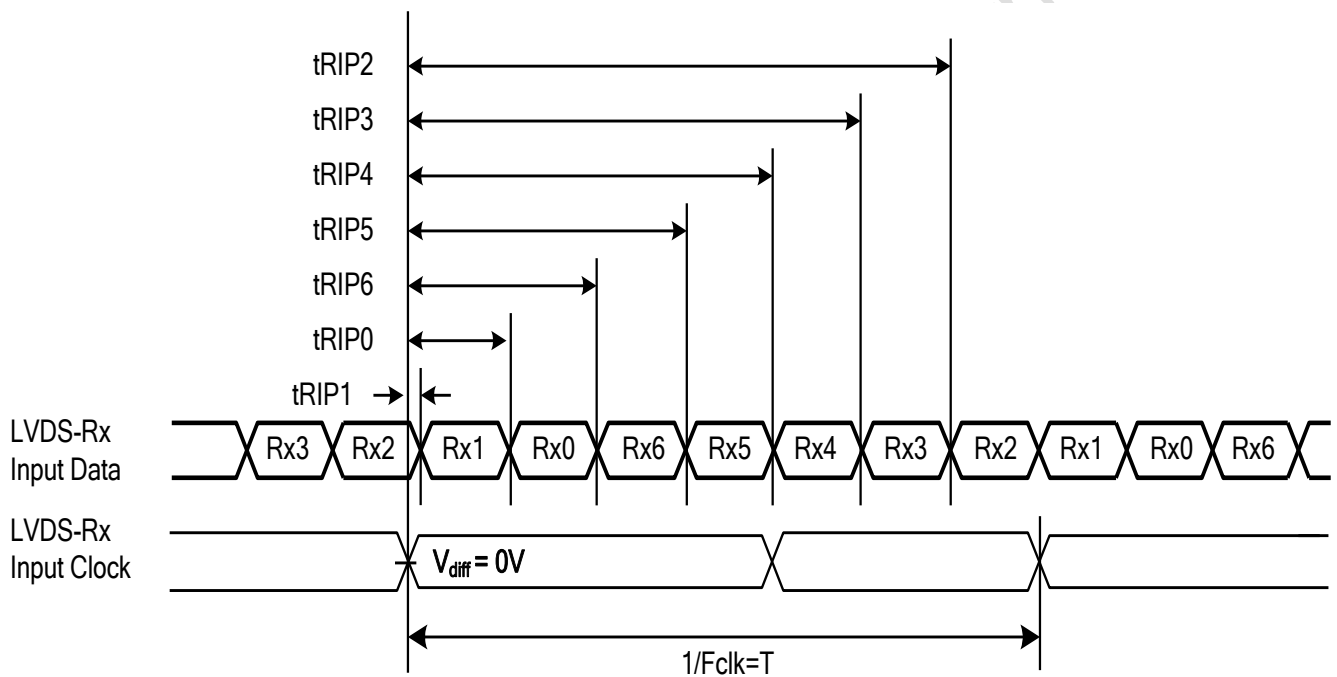 tRIP2
tRIP3
tRIP4
tRIP5
tRIP6
tRIP0
tRIP1
LVDS-Rx
Input Data
Rx3 Rx2 Rx1 Rx0 Rx6 Rx5 Rx4 Rx3 Rx2 Rx1 Rx0 Rx6
LVDS-Rx
Input Clock
Vdiff = 0V
1/Fclk=T